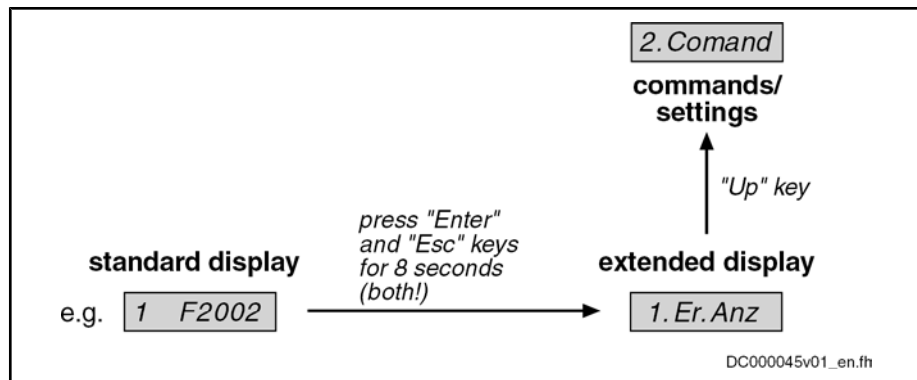 2.Comand
commands/
settings
"Up" key
press "Enter"
and "Esc" keys
for 8 seconds
(both!)
standard display
extended display
e.g.
1 F2002
1.Er.Anz
DC000045v01_en.fh